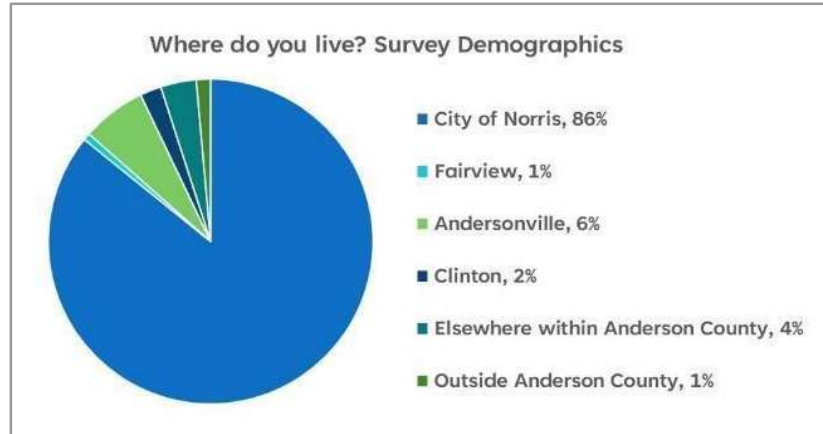 Where do you live? Survey Demographics
City of Norris, 86%
Fairview, 1%
Andersonville, 6%
Clinton, 2%
Elsewhere within Anderson County, 4%
Outside Anderson County, 1%